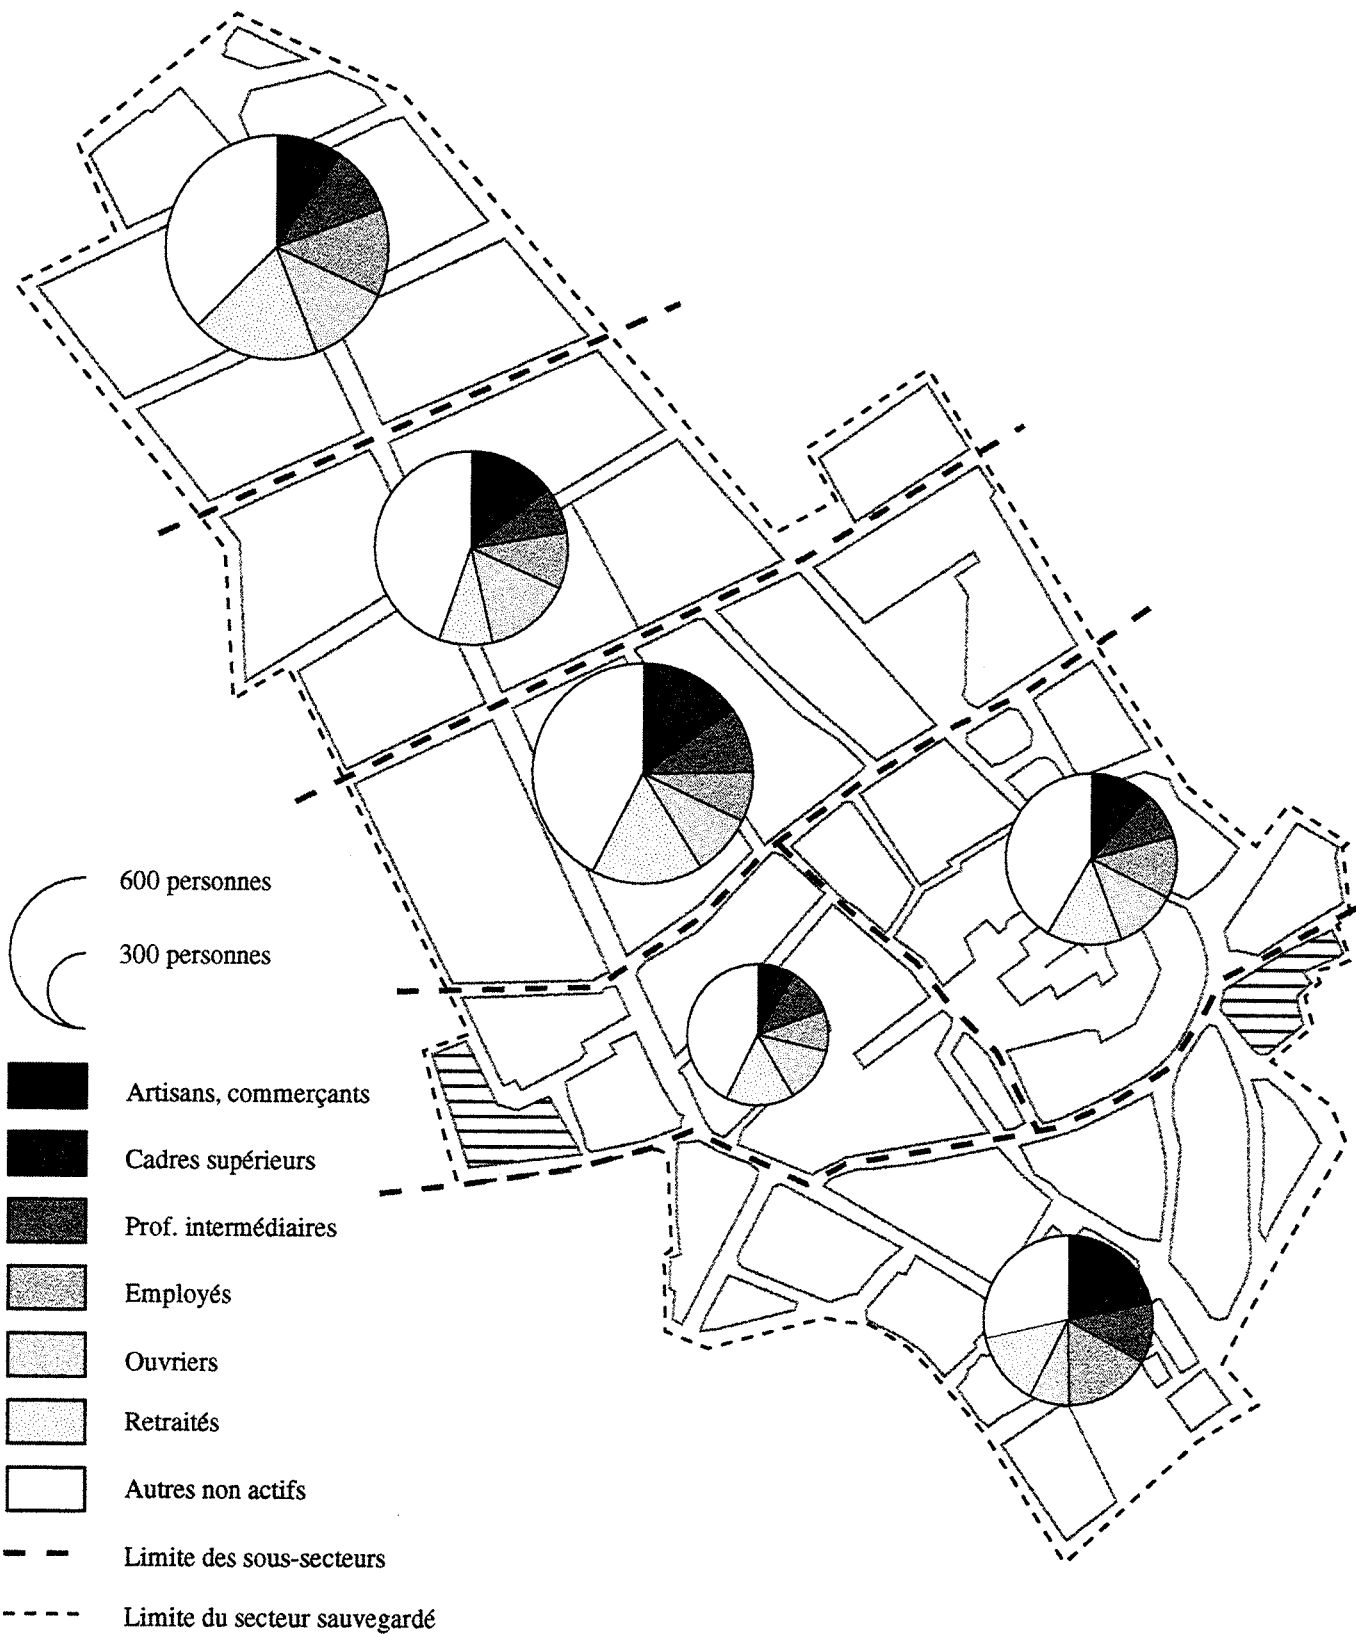 600 personnes
300 personnes
Artisans, commerçants
Cadres supérieurs
Prof. intermédiaires
Employés
Ouvriers
Retraités
Autres non actifs
Limite des sous-secteurs
Limite du secteur sauvegardé